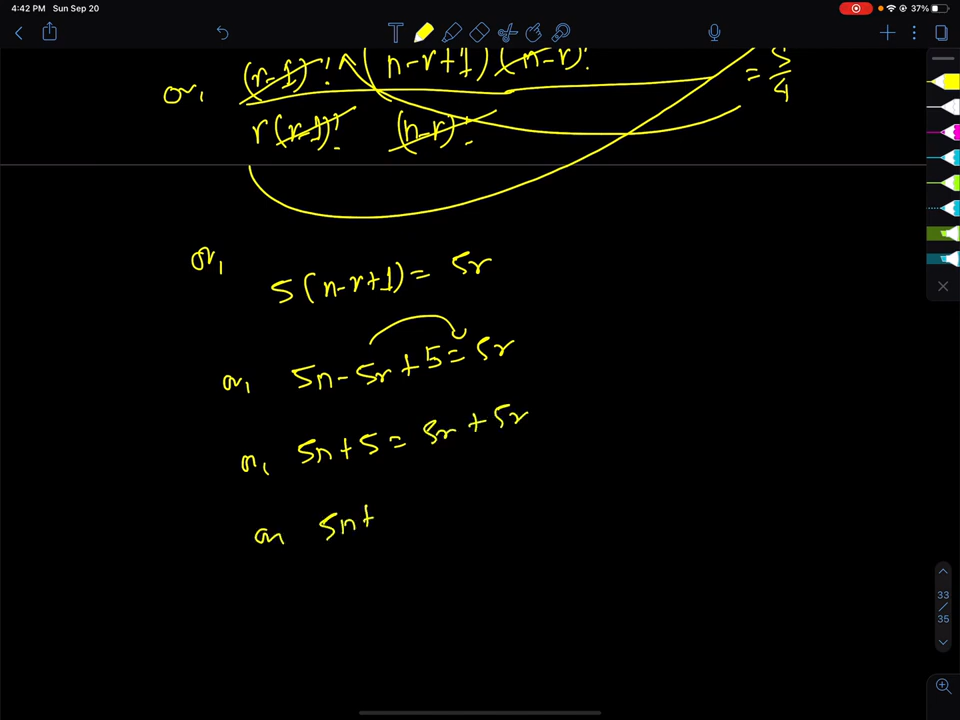 4:42 PM Sun Sep 20 37%
or, (r-1)! (n-r+1)(n-r)! / r(r-1)! (n-r)! = 5/4
or, 5(n-r+1) = 5r
or, 5n - 5r + 5 = 5r
or, 5n + 5 = 5r + 5r
or 5n+
33
/
35